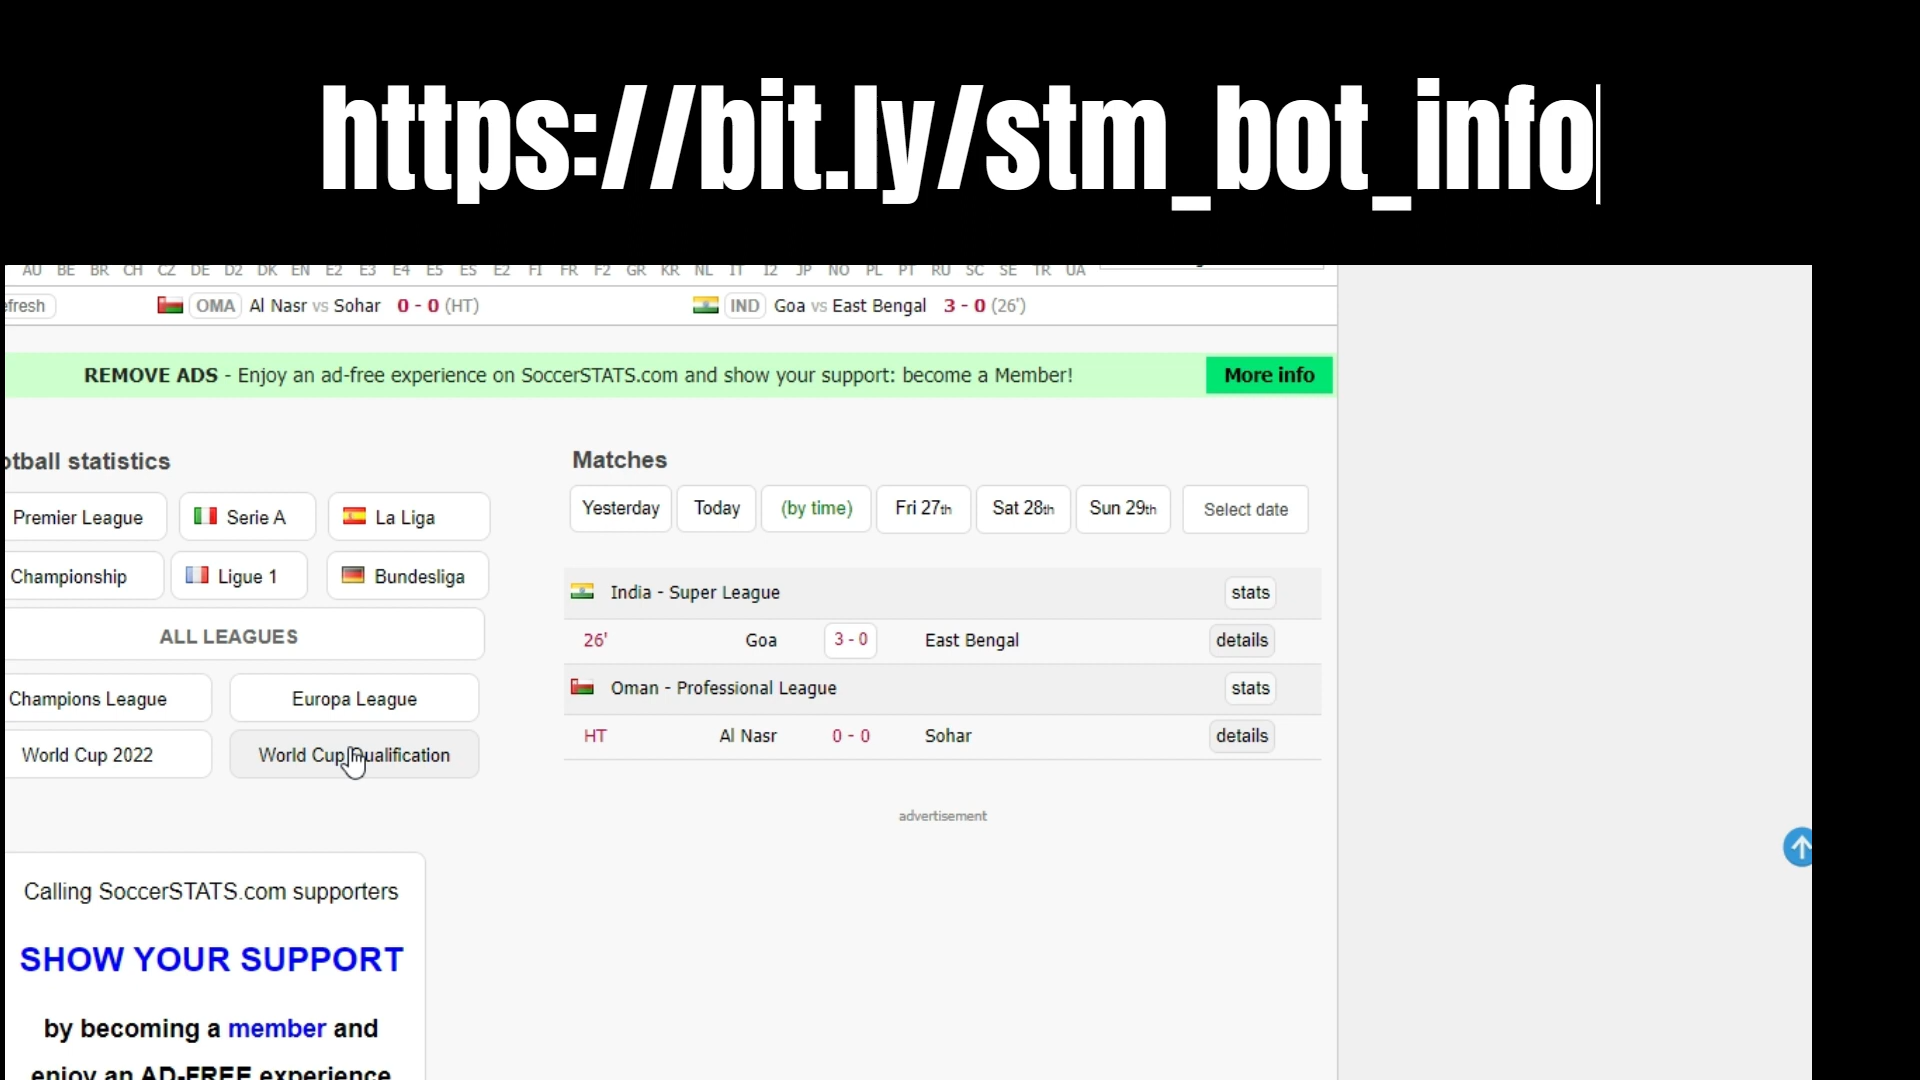 https://bit.ly/stm_bot_info
AU BE BR CH CZ DE D2 DK EN E2 E3 E4 E5 ES E2 FI FR F2 GR KR NL IT I2 JP NO PL PT RU SC SE TR UA
efresh OMA Al Nasr vs Sohar 0 - 0 (HT) IND Goa vs East Bengal 3 - 0 (26')
REMOVE ADS - Enjoy an ad-free experience on SoccerSTATS.com and show your support: become a Member! More info
otball statistics
Premier League Serie A La Liga
Championship Ligue 1 Bundesliga
ALL LEAGUES
Champions League Europa League
World Cup 2022 World Cup Qualification
Matches
Yesterday Today (by time) Fri 27th Sat 28th Sun 29th Select date
India - Super League stats
26' Goa 3 - 0 East Bengal details
Oman - Professional League stats
HT Al Nasr 0 - 0 Sohar details
advertisement
Calling SoccerSTATS.com supporters
SHOW YOUR SUPPORT
by becoming a member and
enjoy an AD-FREE experience